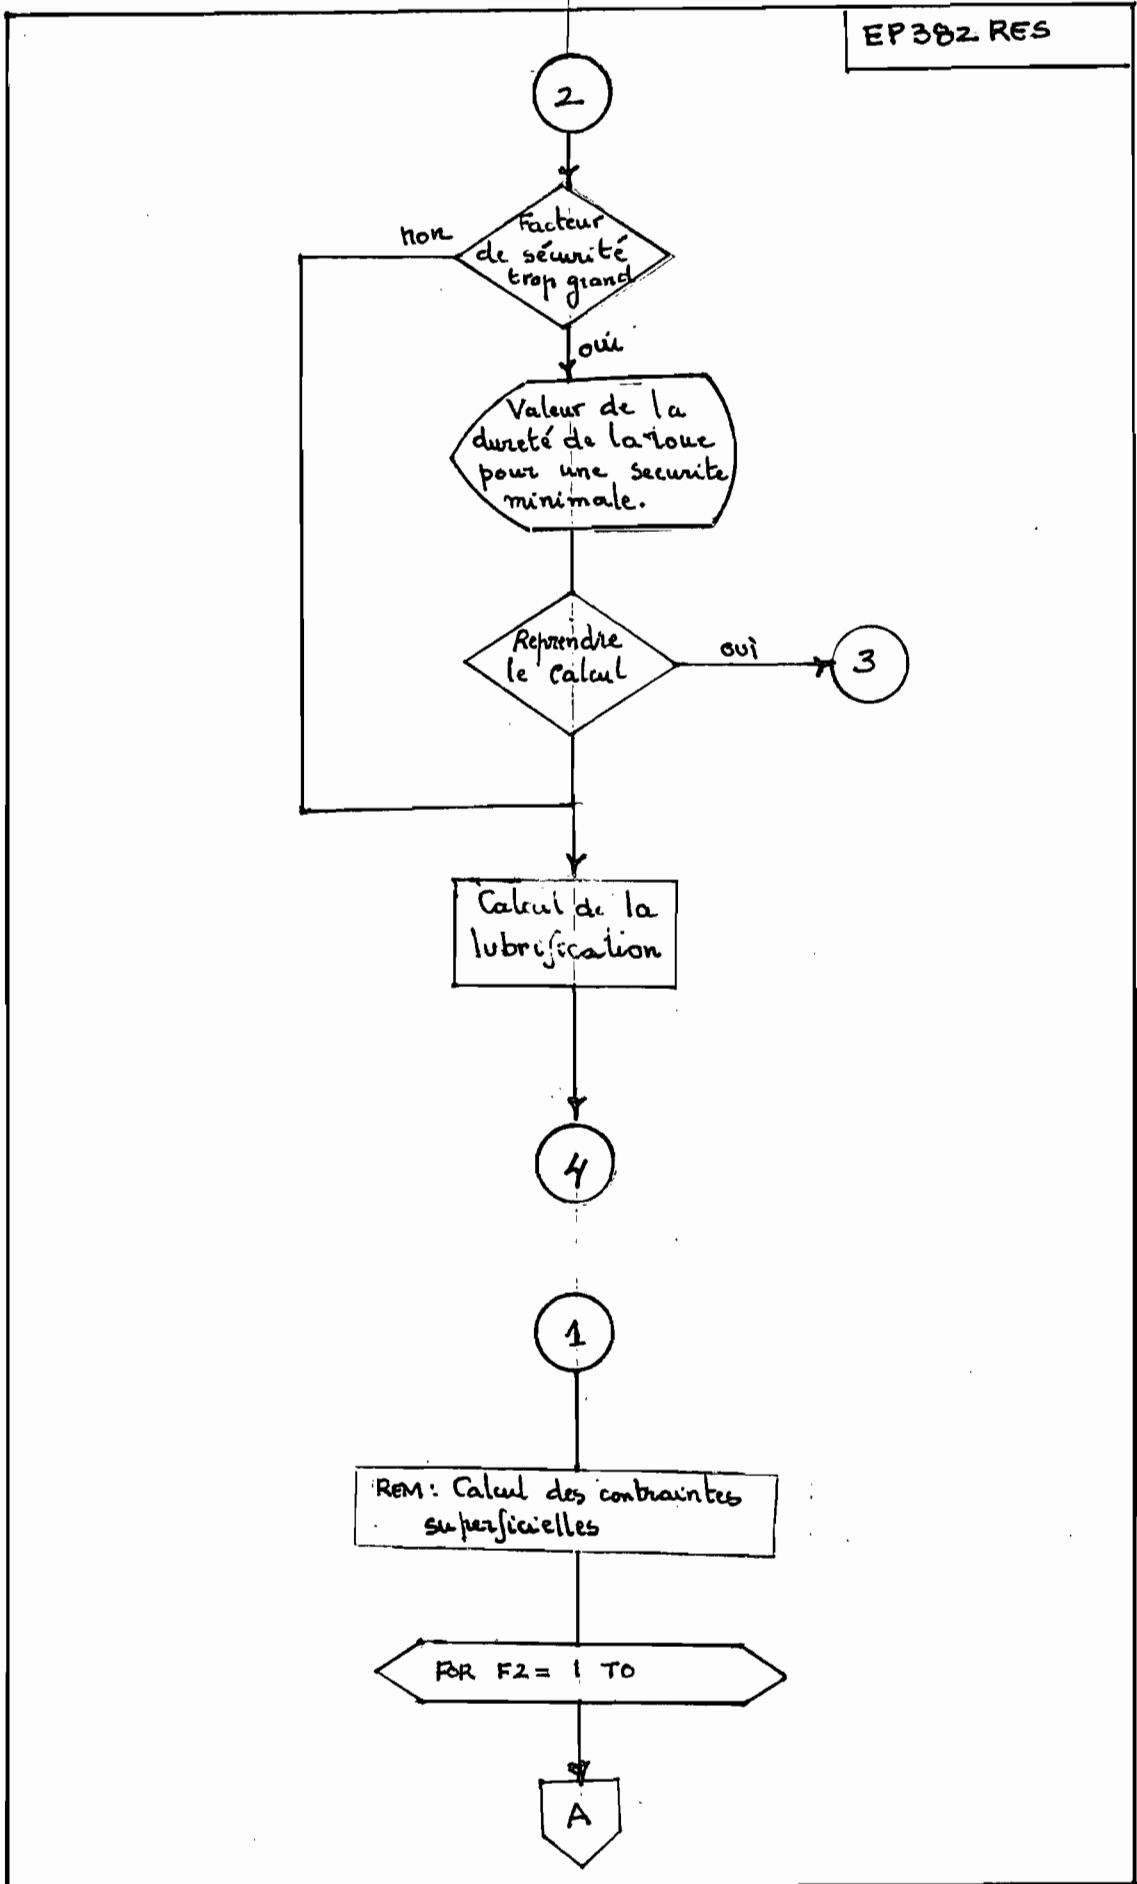 EP382 RES
2
Facteur
de sécurité
trop grand
non
oui
Valeur de la
dureté de la roue
pour une securite
minimale.
Reprendre
le Calcul
oui
3
Calcul de la
lubrification
4
1
REM: Calcul des contraintes
superficielles
FOR F2= 1 TO
A